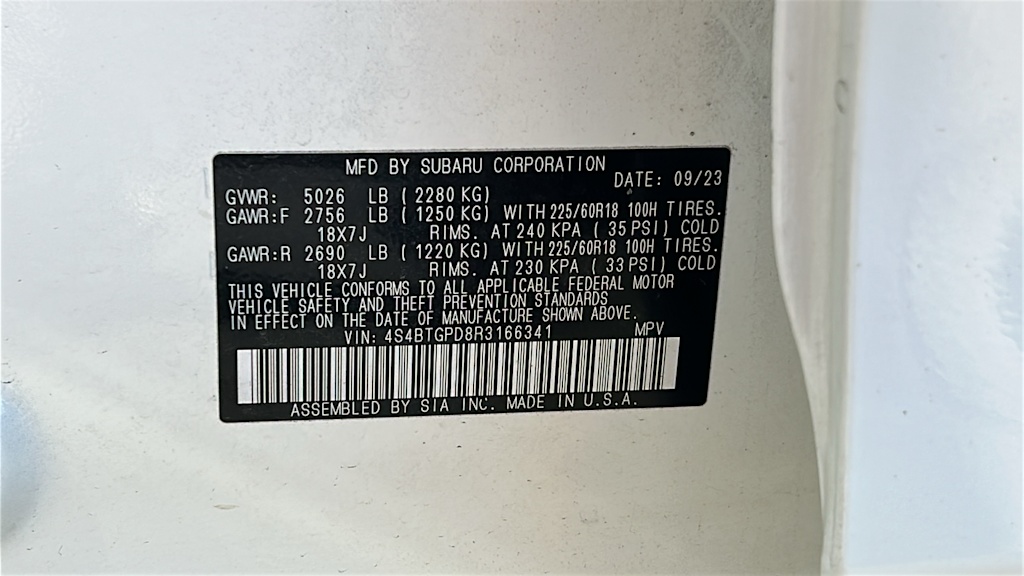 MFD BY SUBARU CORPORATION
DATE: 09/23
GVWR: 5026 LB ( 2280 KG)
GAWR:F 2756 LB ( 1250 KG) WITH 225/60R18 100H TIRES.
18X7J RIMS. AT 240 KPA ( 35 PSI) COLD
GAWR:R 2690 LB ( 1220 KG) WITH 225/60R18 100H TIRES.
18X7J RIMS. AT 230 KPA ( 33 PSI) COLD
THIS VEHICLE CONFORMS TO ALL APPLICABLE FEDERAL MOTOR
VEHICLE SAFETY AND THEFT PREVENTION STANDARDS
IN EFFECT ON THE DATE OF MANUFACTURE SHOWN ABOVE.
VIN: 4S4BTGPD8R3166341 MPV
ASSEMBLED BY SIA INC. MADE IN U.S.A.